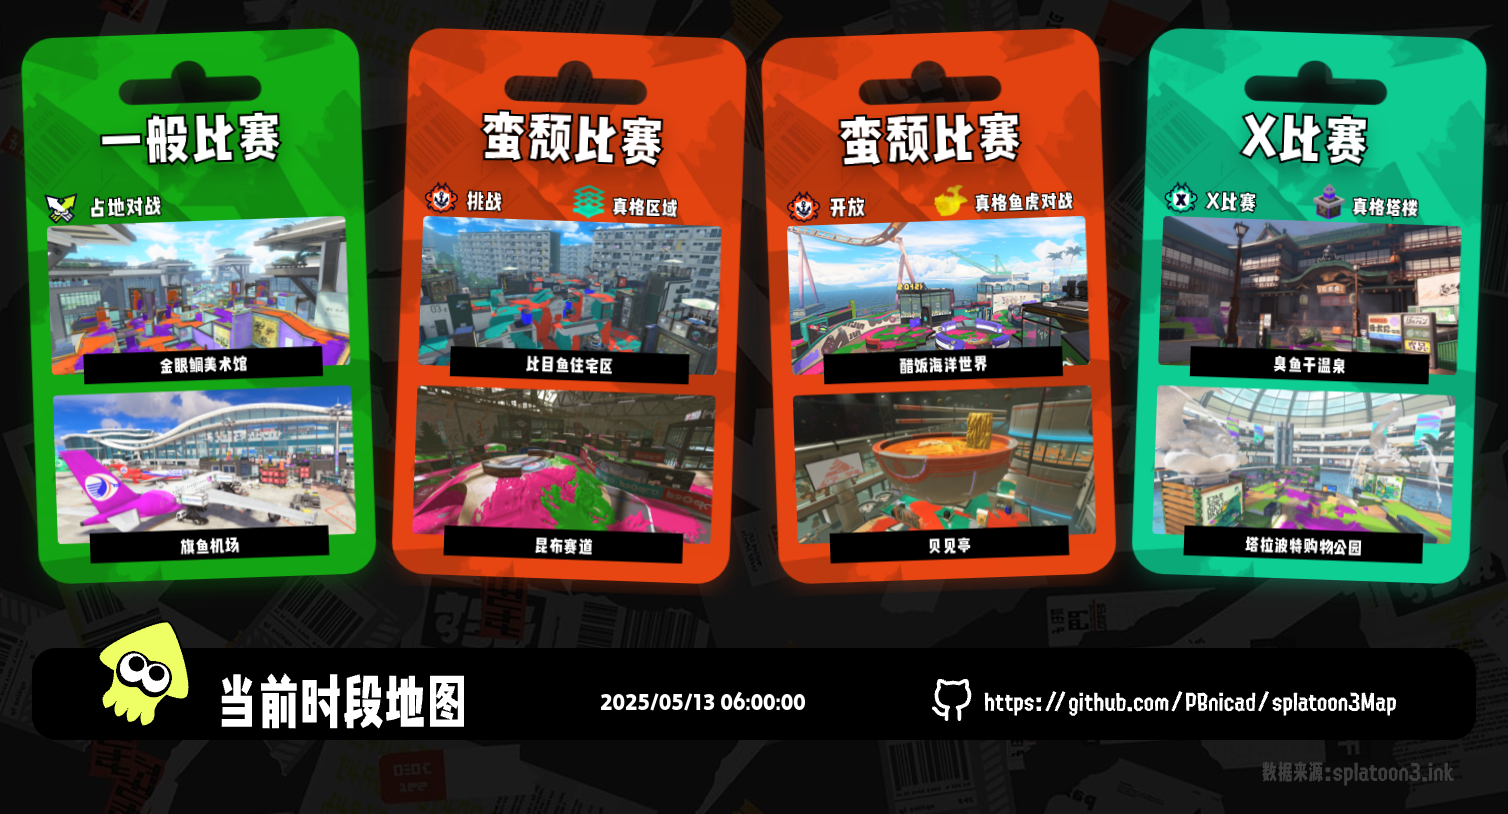 一般比赛
占地对战
金眼鲷美术馆
旗鱼机场
蛮颓比赛
挑战
真格区域
比目鱼住宅区
昆布赛道
蛮颓比赛
开放
真格鱼虎对战
醋饭海洋世界
贝见亭
X比赛
X比赛
真格塔楼
臭鱼干温泉
塔拉波特购物公园
当前时段地图
2025/05/13 06:00:00
https://github.com/PBnicad/splatoon3Map
数据来源:splatoon3.ink